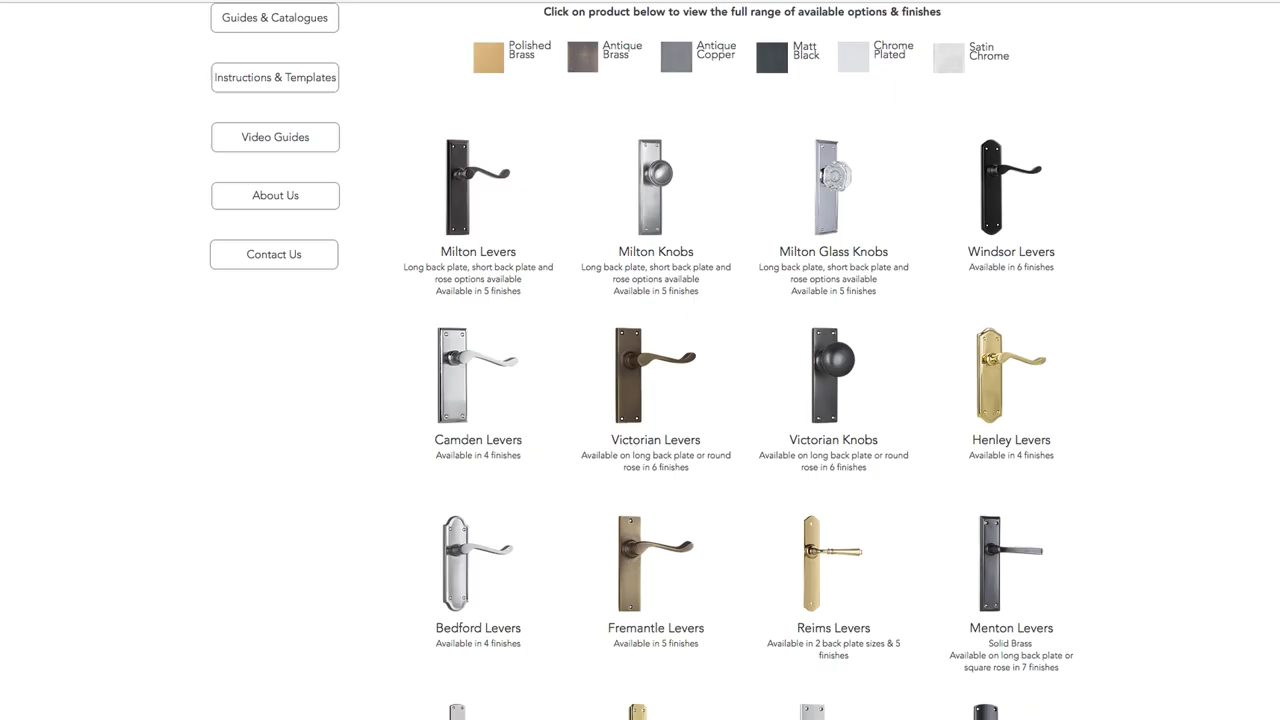 Guides & Catalogues
Instructions & Templates
Video Guides
About Us
Contact Us
Click on product below to view the full range of available options & finishes
Polished
Brass
Antique
Brass
Antique
Copper
Matt
Black
Chrome
Plated
Satin
Chrome
Milton Levers
Long back plate, short back plate and
rose options available
Available in 5 finishes
Milton Knobs
Long back plate, short back plate and
rose options available
Available in 5 finishes
Milton Glass Knobs
Long back plate, short back plate and
rose options available
Available in 5 finishes
Windsor Levers
Available in 6 finishes
Camden Levers
Available in 4 finishes
Victorian Levers
Available on long back plate or round
rose in 6 finishes
Victorian Knobs
Available on long back plate or round
rose in 6 finishes
Henley Levers
Available in 4 finishes
Bedford Levers
Available in 4 finishes
Fremantle Levers
Available in 5 finishes
Reims Levers
Available in 2 back plate sizes & 5
finishes
Menton Levers
Solid Brass
Available on long back plate or
square rose in 7 finishes